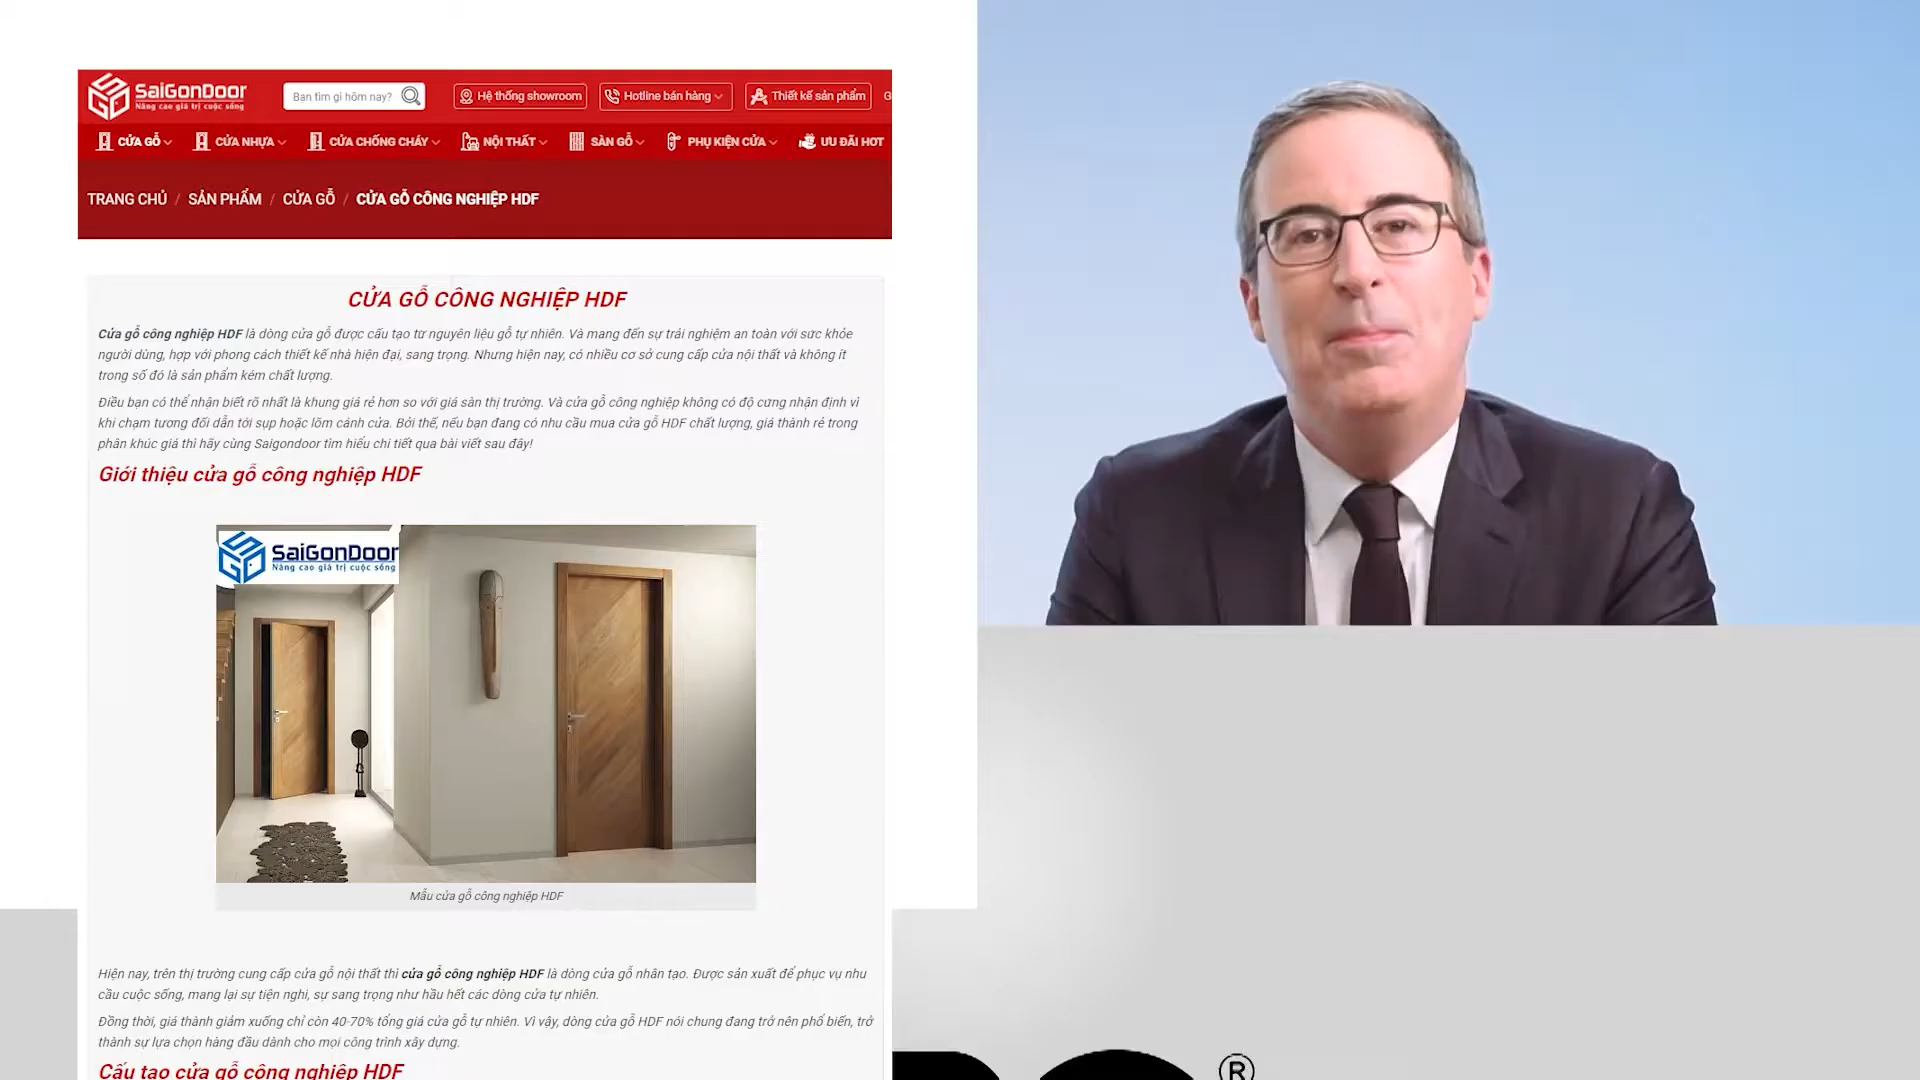 SaiGonDoor
Nâng cao giá trị cuộc sống
Bạn tìm gì hôm nay?
Hệ thống showroom
Hotline bán hàng
Thiết kế sản phẩm
G
CỬA GỖ
CỬA NHỰA
CỬA CHỐNG CHÁY
NỘI THẤT
SÀN GỖ
PHỤ KIỆN CỬA
ƯU ĐÃI HOT
TRANG CHỦ / SẢN PHẨM / CỬA GỖ / CỬA GỖ CÔNG NGHIỆP HDF
CỬA GỖ CÔNG NGHIỆP HDF
Cửa gỗ công nghiệp HDF là dòng cửa gỗ được cấu tạo từ nguyên liệu gỗ tự nhiên. Và mang đến sự trải nghiệm an toàn với sức khỏe
người dùng, hợp với phong cách thiết kế nhà hiện đại, sang trọng. Nhưng hiện nay, có nhiều cơ sở cung cấp cửa nội thất và không ít
trong số đó là sản phẩm kém chất lượng.
Điều bạn có thể nhận biết rõ nhất là khung giá rẻ hơn so với giá sàn thị trường. Và cửa gỗ công nghiệp không có độ cứng nhận định vì
khi chạm tương đối dẫn tới sụp hoặc lõm cánh cửa. Bởi thế, nếu bạn đang có nhu cầu mua cửa gỗ HDF chất lượng, giá thành rẻ trong
phân khúc giá thì hãy cùng Saigondoor tìm hiểu chi tiết qua bài viết sau đây!
Giới thiệu cửa gỗ công nghiệp HDF
SaiGonDoor
Nâng cao giá trị cuộc sống
Mẫu cửa gỗ công nghiệp HDF
Hiện nay, trên thị trường cung cấp cửa gỗ nội thất thì cửa gỗ công nghiệp HDF là dòng cửa gỗ nhân tạo. Được sản xuất để phục vụ nhu
cầu cuộc sống, mang lại sự tiện nghi, sự sang trọng như hầu hết các dòng cửa tự nhiên.
Đồng thời, giá thành giảm xuống chỉ còn 40-70% tổng giá cửa gỗ tự nhiên. Vì vậy, dòng cửa gỗ HDF nói chung đang trở nên phổ biến, trở
thành sự lựa chọn hàng đầu dành cho mọi công trình xây dựng.
Cấu tạo cửa gỗ công nghiệp HDF
®